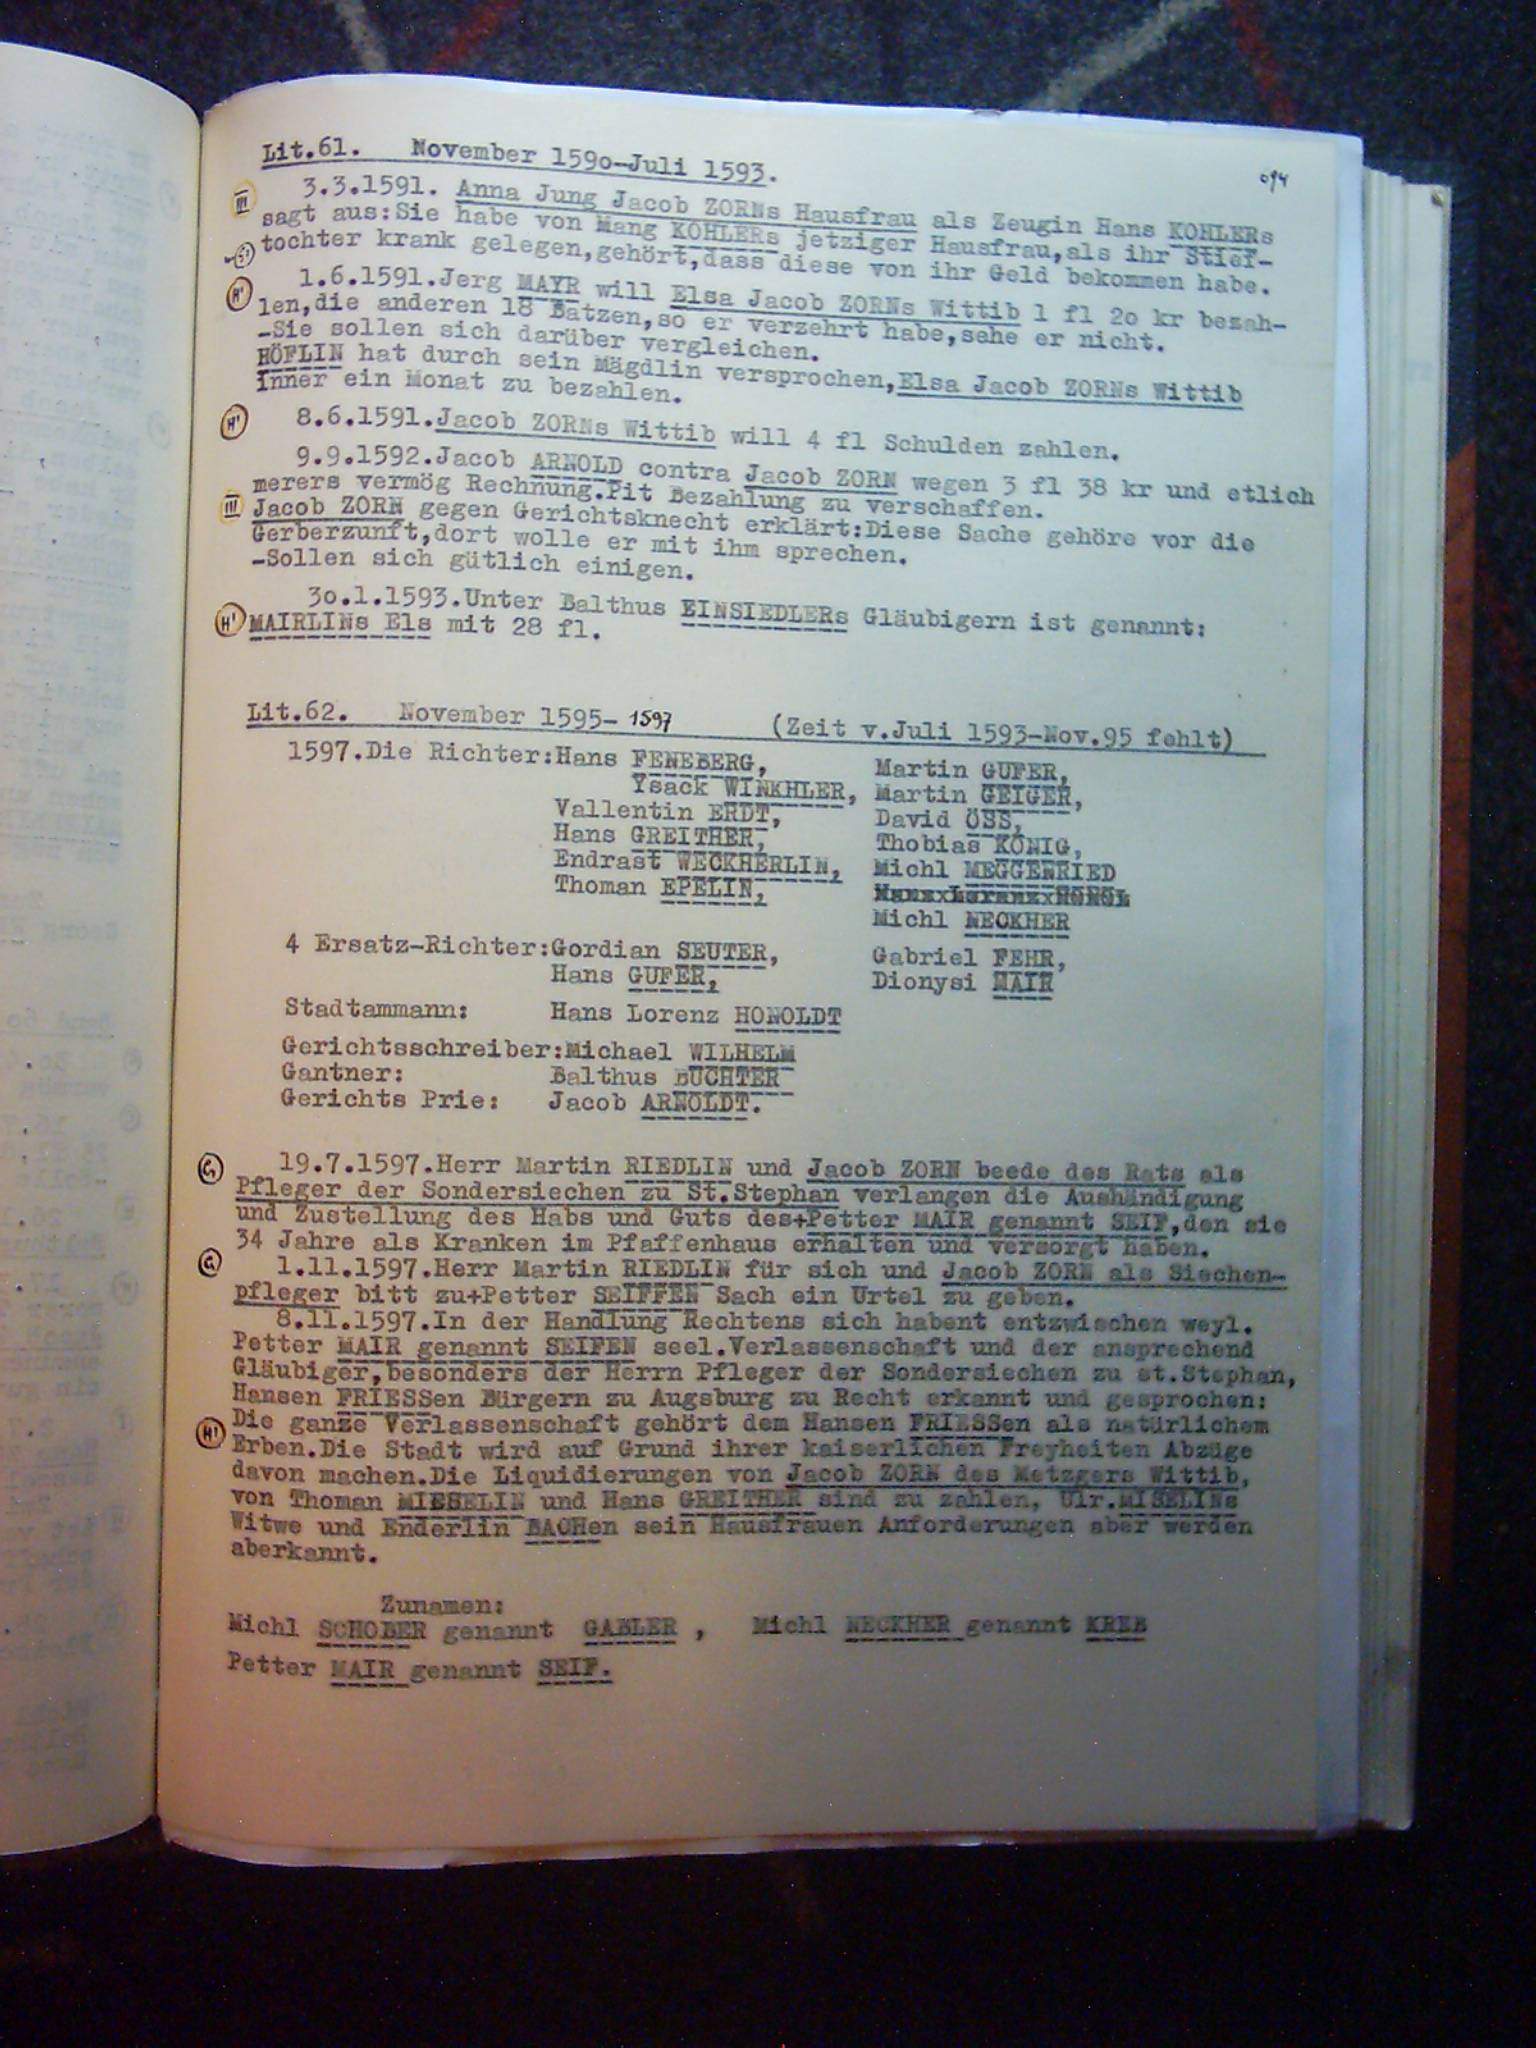 Lit.61. November 159o-Juli 1593.
094
III 3.3.1591. Anna Jung Jacob ZORNs Hausfrau als Zeugin Hans KOHLERs
sagt aus:Sie habe von Mang KOHLERs jetziger Hausfrau,als ihr Stief-
tochter krank gelegen,gehört,dass diese von ihr Geld bekommen habe.
H' 1.6.1591.Jerg MAYR will Elsa Jacob ZORNs Wittib 1 fl 2o kr bezah-
len,die anderen 18 Batzen,so er verzehrt habe,sehe er nicht.
-Sie sollen sich darüber vergleichen.
HÖFLIN hat durch sein Mägdlin versprochen,Elsa Jacob ZORNs Wittib
inner ein Monat zu bezahlen.
H' 8.6.1591.Jacob ZORNs Wittib will 4 fl Schulden zahlen.
9.9.1592.Jacob ARNOLD contra Jacob ZORN wegen 3 fl 38 kr und etlich
merers vermög Rechnung.Pit Bezahlung zu verschaffen.
III Jacob ZORN gegen Gerichtsknecht erklärt:Diese Sache gehöre vor die
Gerberzunft,dort wolle er mit ihm sprechen.
-Sollen sich gütlich einigen.
3o.1.1593.Unter Balthus EINSIEDLERs Gläubigern ist genannt:
H' MAIRLINs Els mit 28 fl.
Lit.62. November 1595- 1597 (Zeit v.Juli 1593-Nov.95 fehlt)
1597.Die Richter:Hans FENEBERG, Martin GUFER,
Ysack WINKHLER, Martin GEIGER,
Vallentin ERDT, David ÖSS,
Hans GREITHER, Thobias KÖNIG,
Endrast WECKHERLIN, Michl MEGGENRIED
Thoman EPELIN,
Michl NECKHER
4 Ersatz-Richter:Gordian SEUTER, Gabriel FEHR,
Hans GUFER, Dionysi MAIR
Stadtammann: Hans Lorenz HONOLDT
Gerichtsschreiber:Michael WILHELM
Gantner: Balthus BUCHTER
Gerichts Prie: Jacob ARNOLDT.
G 19.7.1597.Herr Martin RIEDLIN und Jacob ZORN beede des Rats als
Pfleger der Sondersiechen zu St.Stephan verlangen die Aushändigung
und Zustellung des Habs und Guts des+Petter MAIR genannt SEIF,den sie
34 Jahre als Kranken im Pfaffenhaus erhalten und versorgt haben.
G 1.11.1597.Herr Martin RIEDLIN für sich und Jacob ZORN als Siechen-
pfleger bitt zu+Petter SEIFFEN Sach ein Urtel zu geben.
8.11.1597.In der Handlung Rechtens sich habent entzwischen weyl.
Petter MAIR genannt SEIFEN seel.Verlassenschaft und der ansprechend
Gläubiger,besonders der Herrn Pfleger der Sondersiechen zu st.Stephan,
Hansen FRIESSen Bürgern zu Augsburg zu Recht erkannt und gesprochen:
Die ganze Verlassenschaft gehört dem Hansen FRIESSen als natürlichem
H' Erben.Die Stadt wird auf Grund ihrer kaiserlichen Freyheiten Abzüge
davon machen.Die Liquidierungen von Jacob ZORN des Metzgers Wittib,
von Thoman MIESELIN und Hans GREITHER sind zu zahlen, Ulr.MISELINs
Witwe und Enderlin BACHen sein Hausfrauen Anforderungen aber werden
aberkannt.
Zunamen:
Michl SCHOBER genannt GABLER , Michl NECKHER genannt KREB
Petter MAIR genannt SEIF.